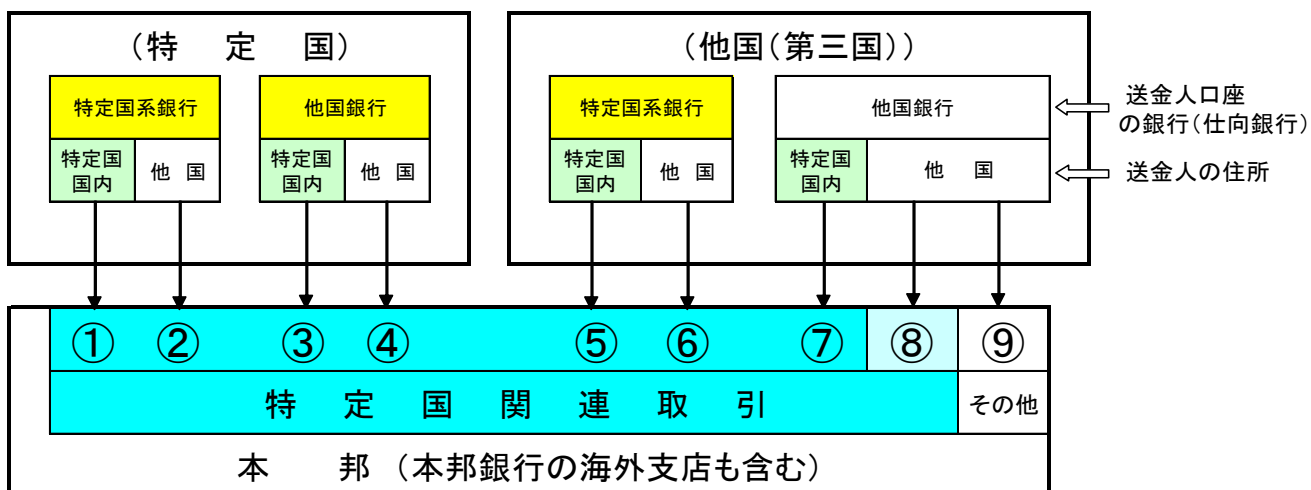 (特 定 国)
(他国(第三国))
特定国系銀行
他国銀行
特定国系銀行
他国銀行
送金人口座
の銀行(仕向銀行)
特定国
国内
他 国
特定国
国内
他 国
特定国
国内
他 国
特定国
国内
他 国
送金人の住所
① ② ③ ④ ⑤ ⑥ ⑦ ⑧ ⑨
特 定 国 関 連 取 引
その他
本 邦 (本邦銀行の海外支店も含む)